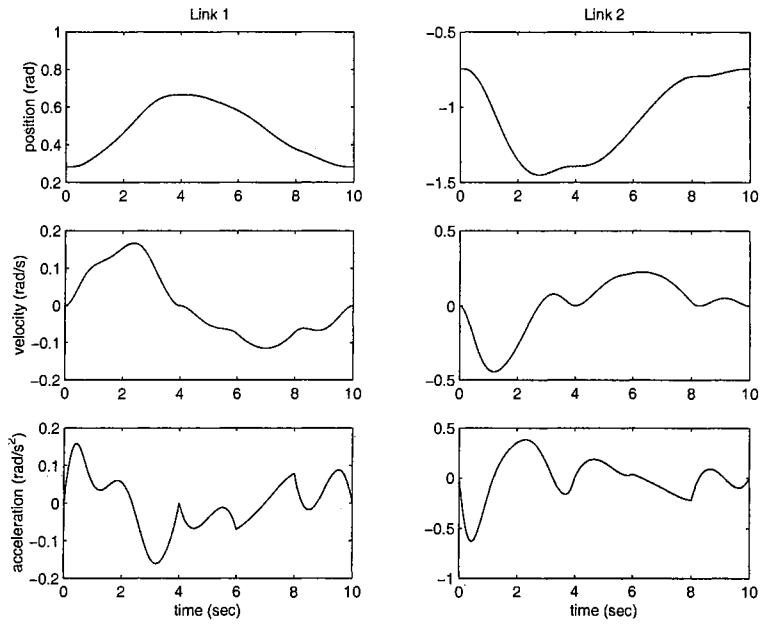 Link 1
Link 2
position (rad)
1
0.8
0.6
0.4
0.2
0 2 4 6 8 10
−0.5
−1
−1.5
0 2 4 6 8 10
velocity (rad/s)
0.2
0.1
0
−0.1
−0.2
0 2 4 6 8 10
0.5
0
−0.5
0 2 4 6 8 10
acceleration (rad/s²)
0.2
0.1
0
−0.1
−0.2
0 2 4 6 8 10
time (sec)
0.5
0
−0.5
−1
0 2 4 6 8 10
time (sec)